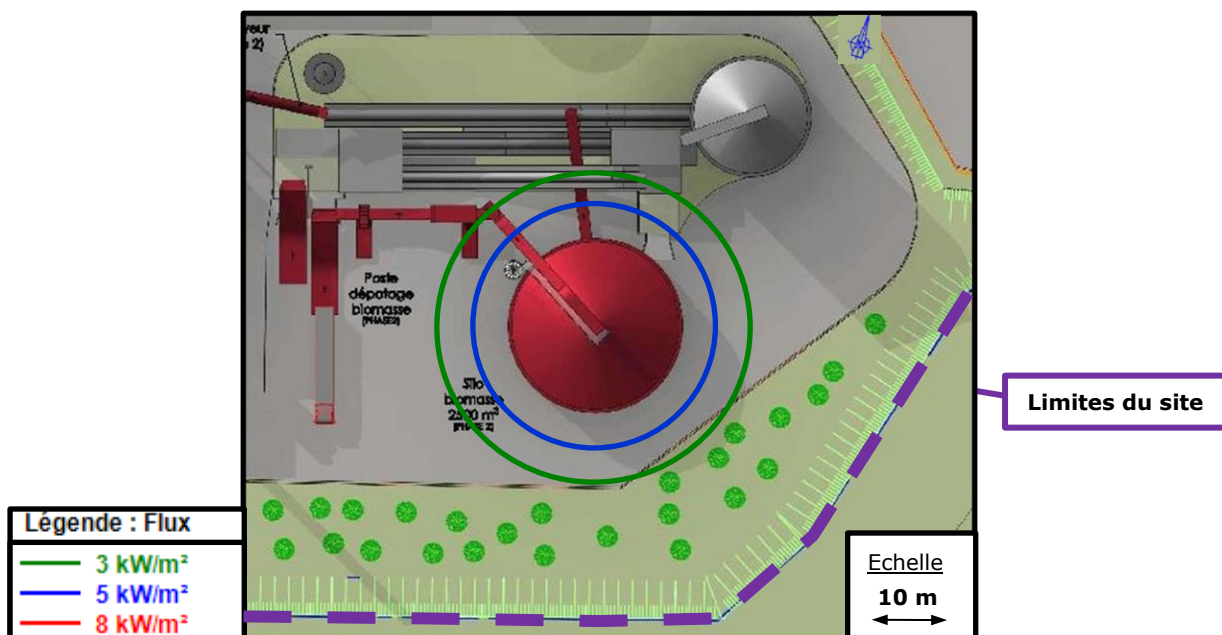 Poste
dépotage
biomasse
(PHASE2)
Silo
biomasse
2500 m³
(PHASE 2)
Limites du site
Légende : Flux
3 kW/m²
5 kW/m²
8 kW/m²
Echelle
10 m